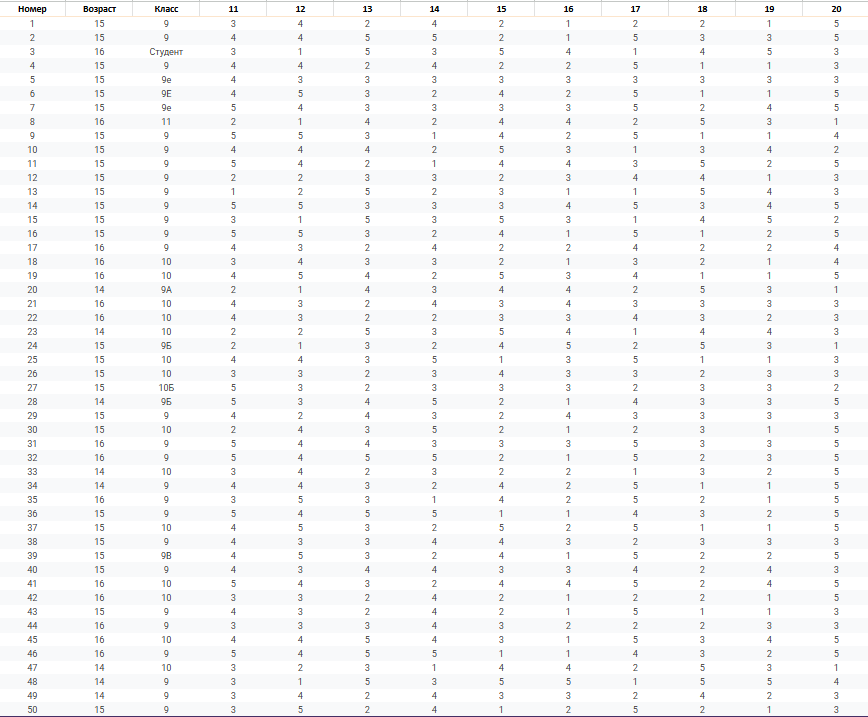 Номер Возраст Класс 11 12 13 14 15 16 17 18 19 20
1 15 9 3 4 2 4 2 1 2 2 1 5
2 15 9 4 4 5 5 2 1 5 3 3 5
3 16 Студент 3 1 5 3 5 4 1 4 5 3
4 15 9 4 4 2 4 2 2 5 1 1 3
5 15 9е 4 3 3 3 3 3 3 3 3 3
6 15 9Е 4 5 3 2 4 2 5 1 1 5
7 15 9е 5 4 3 3 3 3 5 2 4 5
8 16 11 2 1 4 2 4 4 2 5 3 1
9 15 9 5 5 3 1 4 2 5 1 1 4
10 15 9 4 4 4 2 5 3 1 3 4 2
11 15 9 5 4 2 1 4 4 3 5 2 5
12 15 9 2 2 3 3 2 3 4 4 1 3
13 15 9 1 2 5 2 3 1 1 5 4 3
14 15 9 5 5 3 3 3 4 5 3 4 5
15 15 9 3 1 5 3 5 3 1 4 5 2
16 15 9 5 5 3 2 4 1 5 1 2 5
17 16 9 4 3 2 4 2 2 4 2 2 4
18 16 10 3 4 3 3 2 1 3 2 1 4
19 16 10 4 5 4 2 5 3 4 1 1 5
20 14 9А 2 1 4 3 4 4 2 5 3 1
21 16 10 4 3 2 4 3 4 3 3 3 3
22 16 10 4 3 2 2 3 3 4 3 2 3
23 14 10 2 2 5 3 5 4 1 4 4 3
24 15 9Б 2 1 3 2 4 5 2 5 3 1
25 15 10 4 4 3 5 1 3 5 1 1 3
26 15 10 3 3 2 3 4 3 3 2 3 3
27 15 10Б 5 3 2 3 3 3 2 3 3 2
28 14 9Б 5 3 4 5 2 1 4 3 3 5
29 15 9 4 2 4 3 2 4 3 3 3 3
30 15 10 2 4 3 5 2 1 2 3 1 5
31 16 9 5 4 4 3 3 3 5 3 3 5
32 16 9 5 4 5 5 2 1 5 2 3 5
33 14 10 3 4 2 3 2 2 1 3 2 5
34 14 9 4 4 3 2 4 2 5 1 1 5
35 16 9 3 5 3 1 4 2 5 2 1 5
36 15 9 5 4 5 5 1 1 4 3 2 5
37 15 10 4 5 3 2 5 2 5 1 1 5
38 15 9 4 3 3 4 4 3 2 3 3 3
39 15 9В 4 5 3 2 4 1 5 2 2 5
40 15 9 4 3 4 4 3 3 4 2 4 3
41 16 10 5 4 3 2 4 4 5 2 4 5
42 16 10 3 3 2 4 2 1 2 2 1 5
43 15 9 4 3 2 4 2 1 5 1 1 3
44 16 9 3 3 3 4 3 2 2 2 3 3
45 16 10 4 4 5 4 3 1 5 3 4 5
46 16 9 5 4 5 5 1 1 4 3 2 5
47 14 10 3 2 3 1 4 4 2 5 3 1
48 14 9 3 1 5 3 5 5 1 5 5 4
49 14 9 3 4 2 4 3 3 2 4 2 3
50 15 9 3 5 2 4 1 2 5 2 1 3